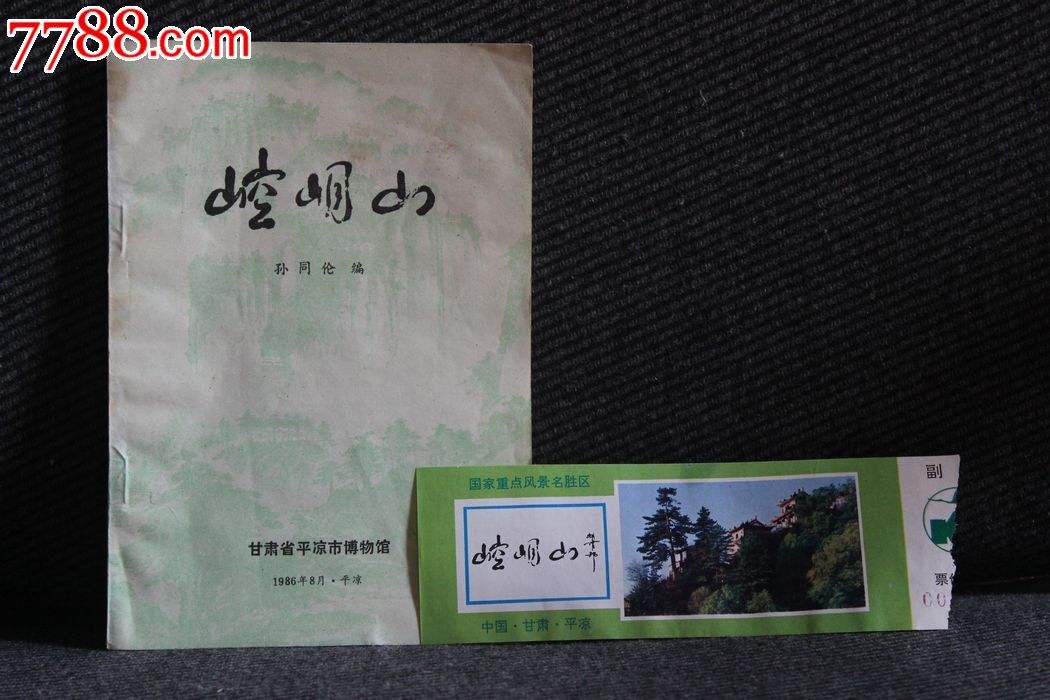 7788.com
崆峒山
孙同伦 编
甘肃省平凉市博物馆
1986年8月·平凉
国家重点风景名胜区
崆峒山
中国·甘肃·平凉
副
票